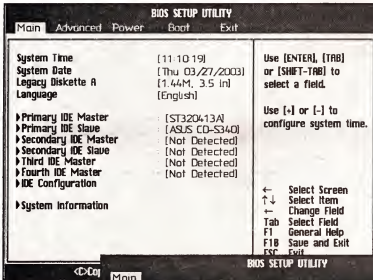 BIOS SETUP UTILITY
Main Advanced Power Boot Exit
System Time [11:10:19]
System Date [Thu 03/27/2003]
Legacy Diskette A [1.44M, 3.5 in]
Language [English]
Primary IDE Master : [ST320413A]
Primary IDE Slave : [ASUS CD-S340]
Secondary IDE Master : [Not Detected]
Secondary IDE Slave : [Not Detected]
Third IDE Master : [Not Detected]
Fourth IDE Master : [Not Detected]
IDE Configuration
System Information
Use [ENTER], [TAB]
or [SHIFT-TAB] to
select a field.
Use [+] or [-] to
configure system time.
← Select Screen
↑↓ Select Item
←- Change Field
Tab Select Field
F1 General Help
F10 Save and Exit
ESC Exit
BIOS SETUP UTILITY
Main